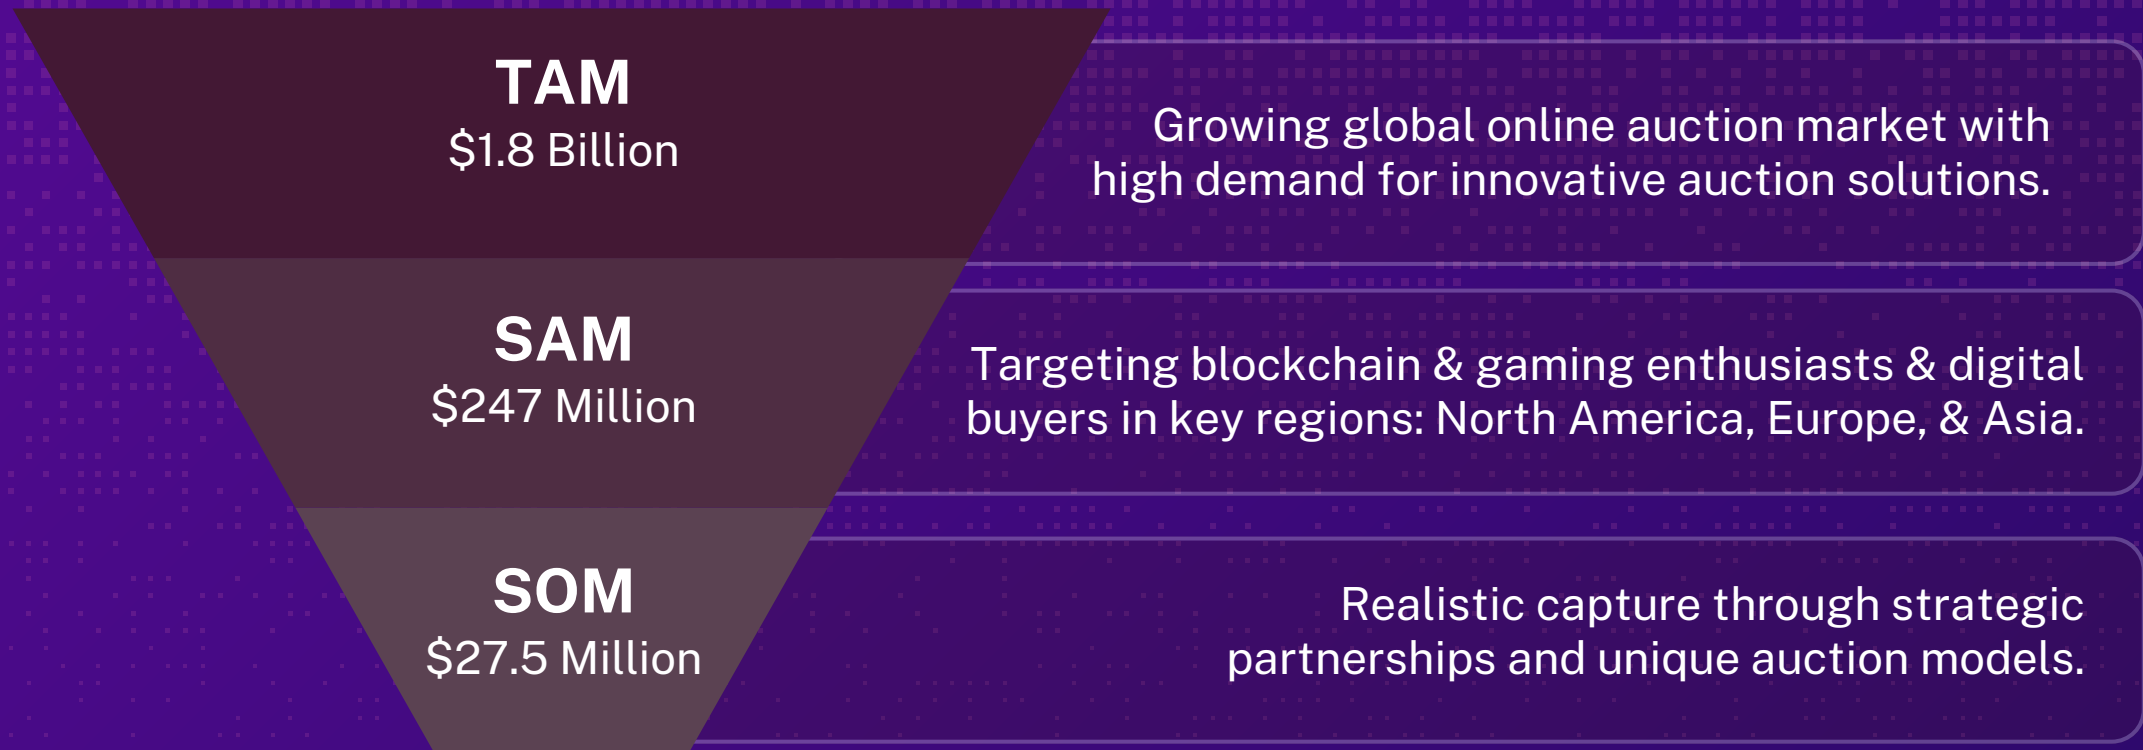 TAM
$1.8 Billion
Growing global online auction market with
high demand for innovative auction solutions.
SAM
$247 Million
Targeting blockchain & gaming enthusiasts & digital
buyers in key regions: North America, Europe, & Asia.
SOM
$27.5 Million
Realistic capture through strategic
partnerships and unique auction models.